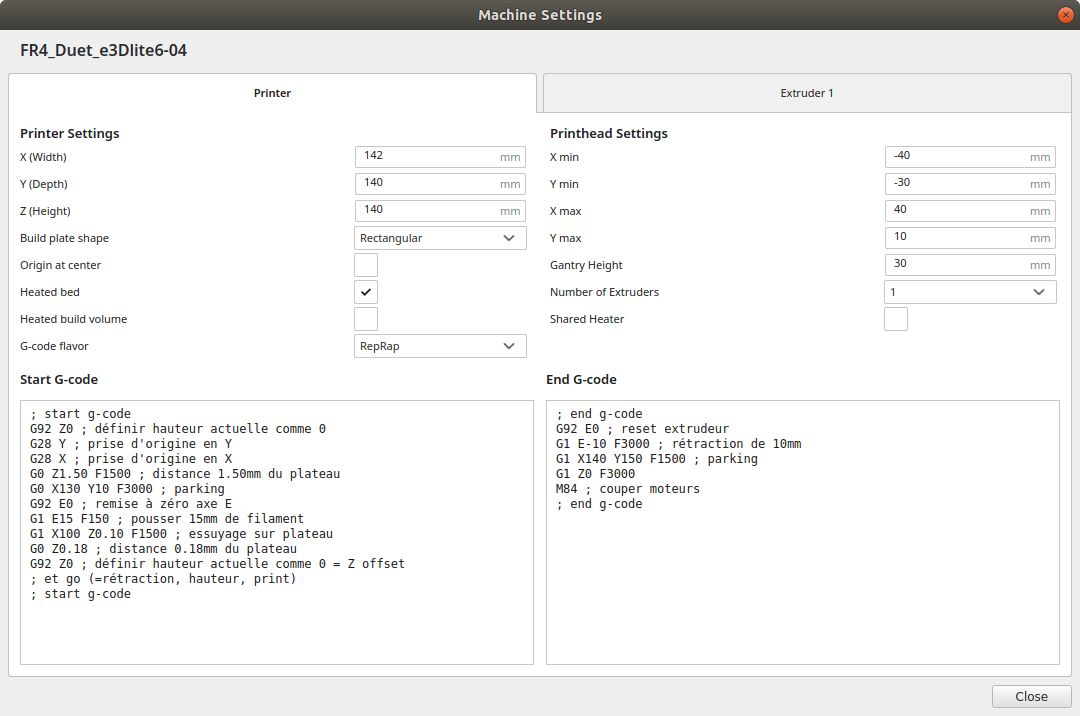 Machine Settings
FR4_Duet_e3Dlite6-04
Printer
Extruder 1
Printer Settings
X (Width)
142 mm
Y (Depth)
140 mm
Z (Height)
140 mm
Build plate shape
Rectangular
Origin at center
Heated bed
Heated build volume
G-code flavor
RepRap
Printhead Settings
X min
-40 mm
Y min
-30 mm
X max
40 mm
Y max
10 mm
Gantry Height
30 mm
Number of Extruders
1
Shared Heater
Start G-code
; start g-code
G92 Z0 ; définir hauteur actuelle comme 0
G28 Y ; prise d'origine en Y
G28 X ; prise d'origine en X
G0 Z1.50 F1500 ; distance 1.50mm du plateau
G0 X130 Y10 F3000 ; parking
G92 E0 ; remise à zéro axe E
G1 E15 F150 ; pousser 15mm de filament
G1 X100 Z0.10 F1500 ; essuyage sur plateau
G0 Z0.18 ; distance 0.18mm du plateau
G92 Z0 ; définir hauteur actuelle comme 0 = Z offset
; et go (=rétraction, hauteur, print)
; start g-code
End G-code
; end g-code
G92 E0 ; reset extrudeur
G1 E-10 F3000 ; rétraction de 10mm
G1 X140 Y150 F1500 ; parking
G1 Z0 F3000
M84 ; couper moteurs
; end g-code
Close